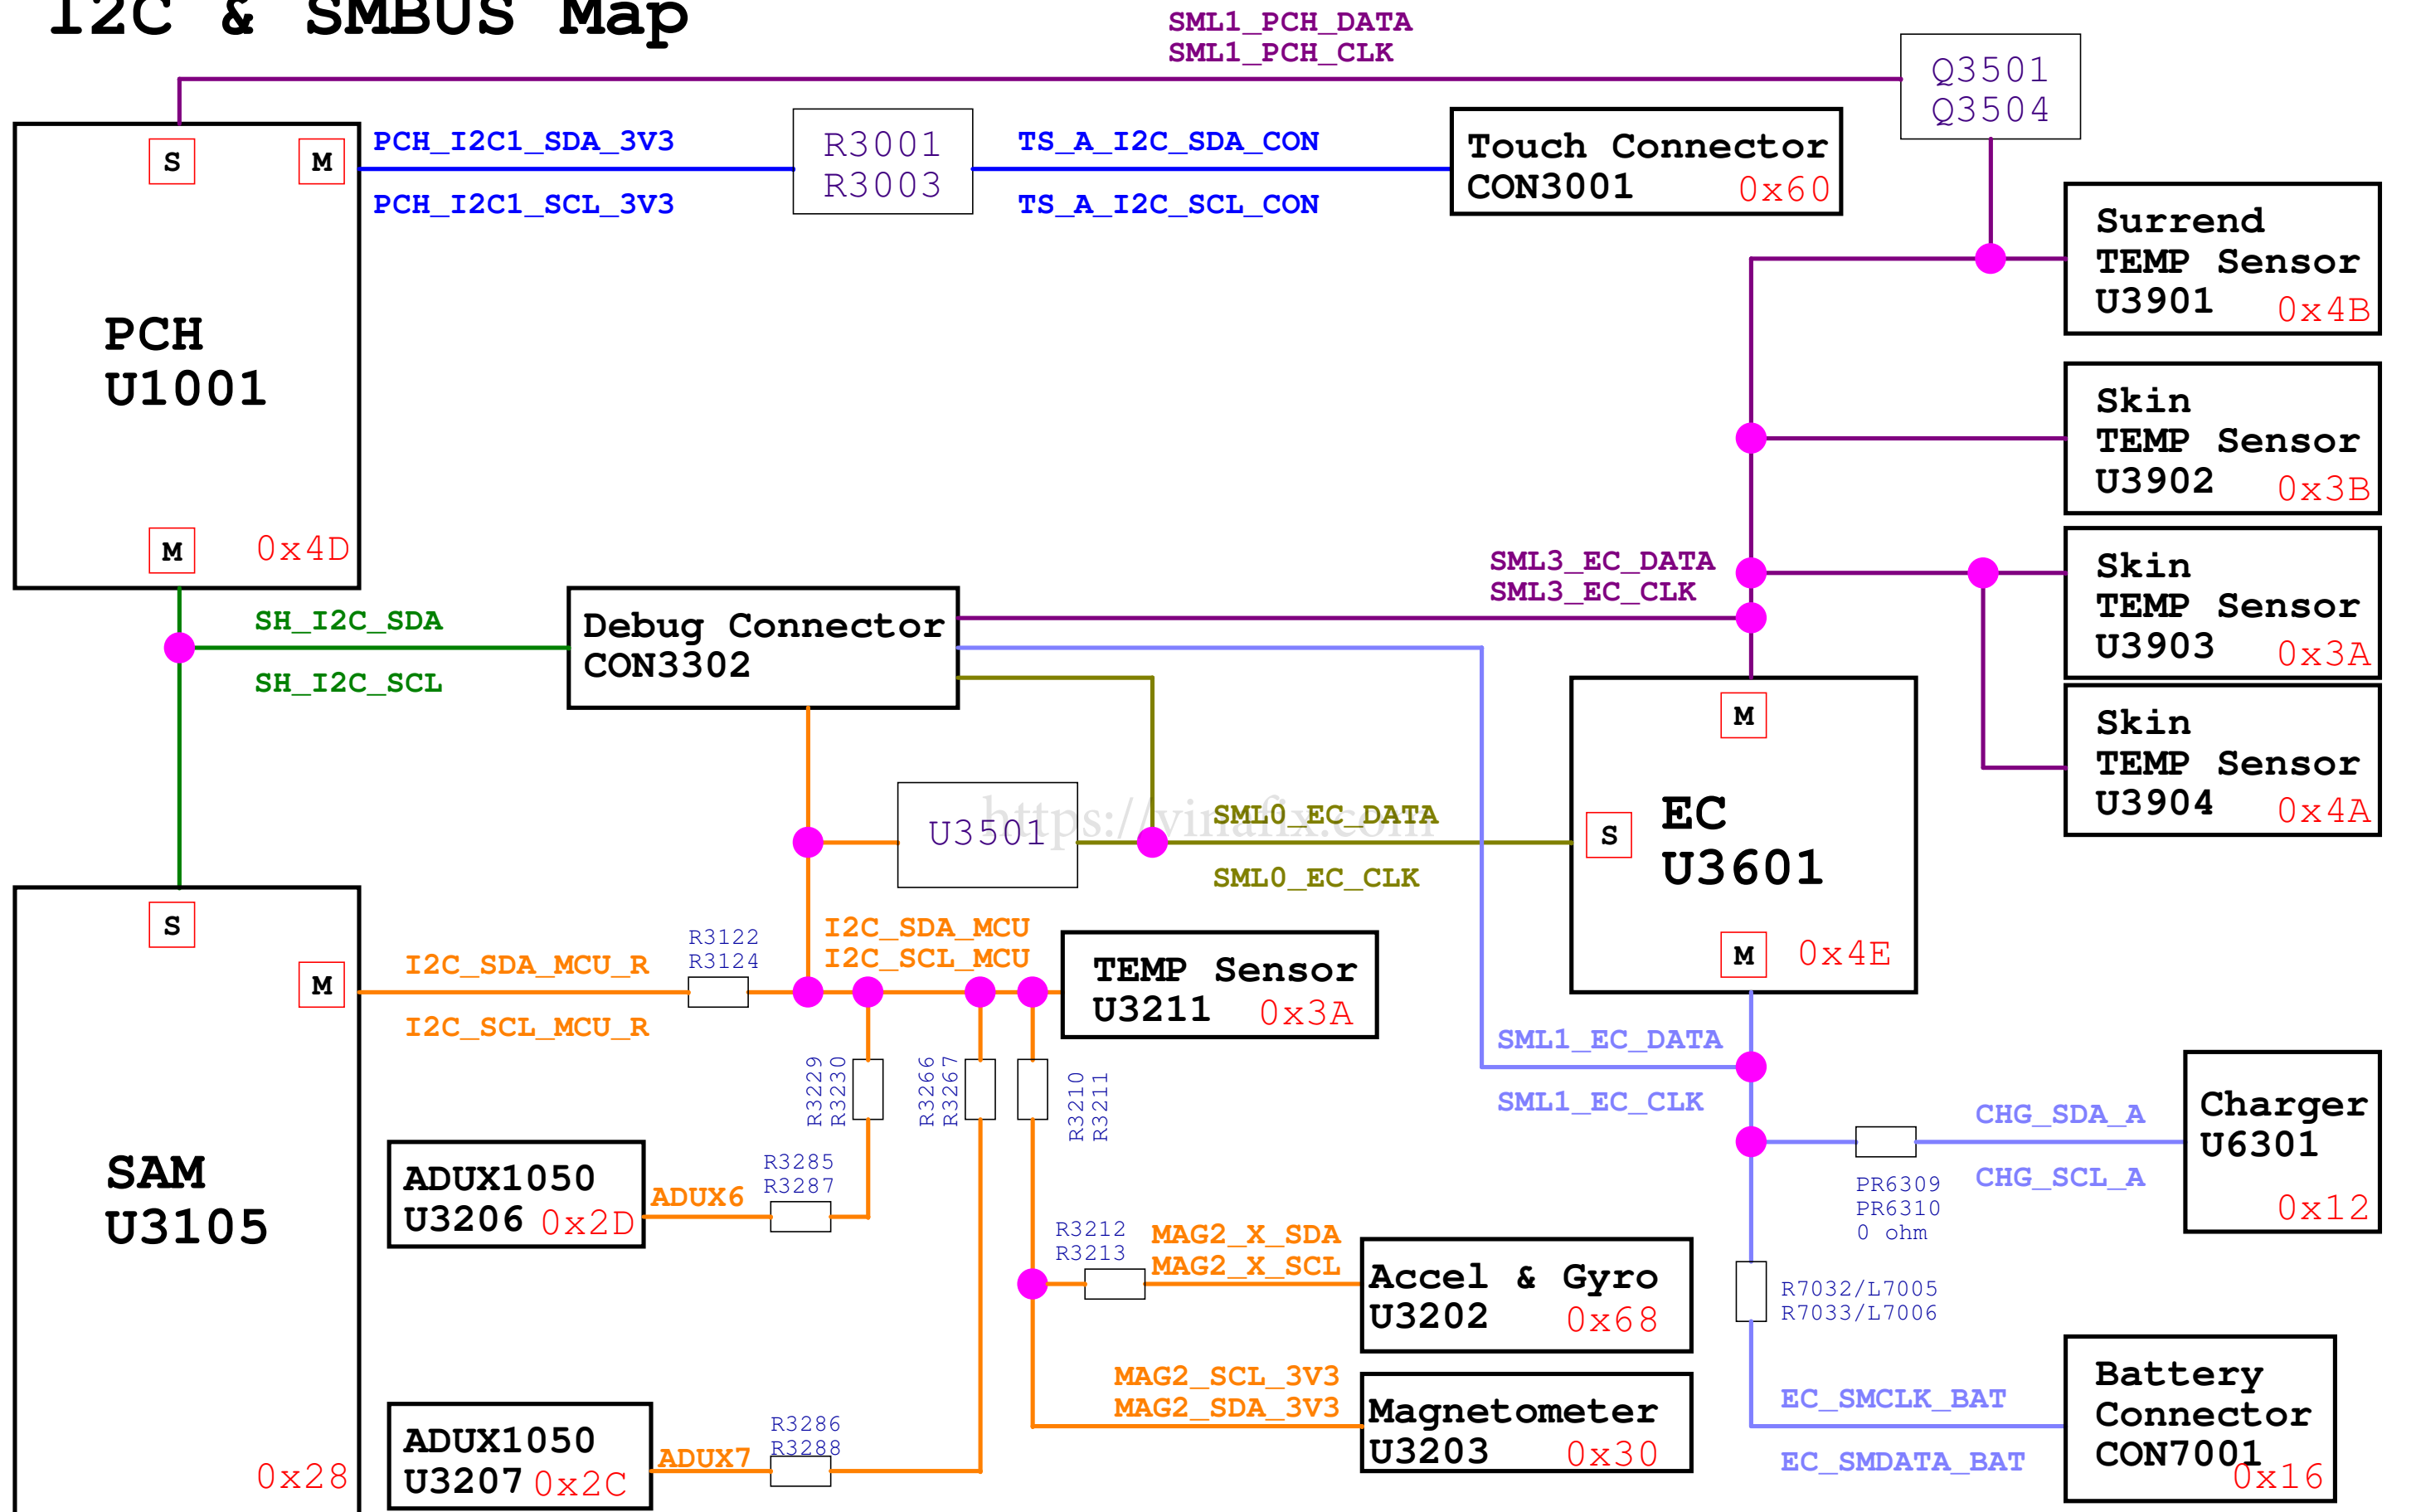 I2C & SMBUS Map
SML1_PCH_DATA
SML1_PCH_CLK
Q3501
Q3504
S
M
PCH_I2C1_SDA_3V3
PCH_I2C1_SCL_3V3
R3001
R3003
TS_A_I2C_SDA_CON
TS_A_I2C_SCL_CON
Touch Connector
CON3001 0x60
Surrend
TEMP Sensor
U3901 0x4B
PCH
U1001
M
0x4D
Skin
TEMP Sensor
U3902 0x3B
SML3_EC_DATA
SML3_EC_CLK
Skin
TEMP Sensor
U3903 0x3A
SH_I2C_SDA
SH_I2C_SCL
Debug Connector
CON3302
Skin
TEMP Sensor
U3904 0x4A
M
S
EC
U3601
M
0x4E
https://vinafix.com
U3501
SML0_EC_DATA
SML0_EC_CLK
S
M
I2C_SDA_MCU_R
I2C_SCL_MCU_R
R3122
R3124
I2C_SDA_MCU
I2C_SCL_MCU
TEMP Sensor
U3211 0x3A
SML1_EC_DATA
SML1_EC_CLK
R3229
R3230
R3266
R3267
R3210
R3211
SAM
U3105
0x28
ADUX1050
U3206 0x2D
ADUX6
R3285
R3287
CHG_SDA_A
CHG_SCL_A
PR6309
PR6310
0 ohm
Charger
U6301
0x12
R3212
R3213
MAG2_X_SDA
MAG2_X_SCL
Accel & Gyro
U3202 0x68
R7032/L7005
R7033/L7006
MAG2_SCL_3V3
MAG2_SDA_3V3
Magnetometer
U3203 0x30
ADUX1050
U3207 0x2C
ADUX7
R3286
R3288
EC_SMCLK_BAT
EC_SMDATA_BAT
Battery
Connector
CON7001
0x16